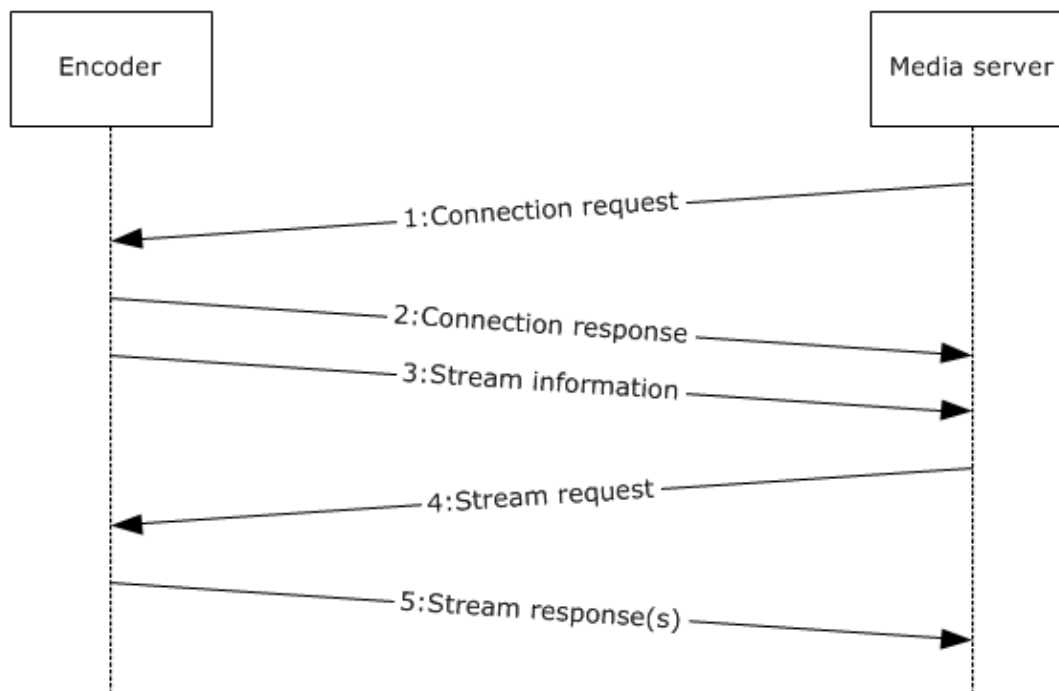 Encoder
Media server
1:Connection request
2:Connection response
3:Stream information
4:Stream request
5:Stream response(s)